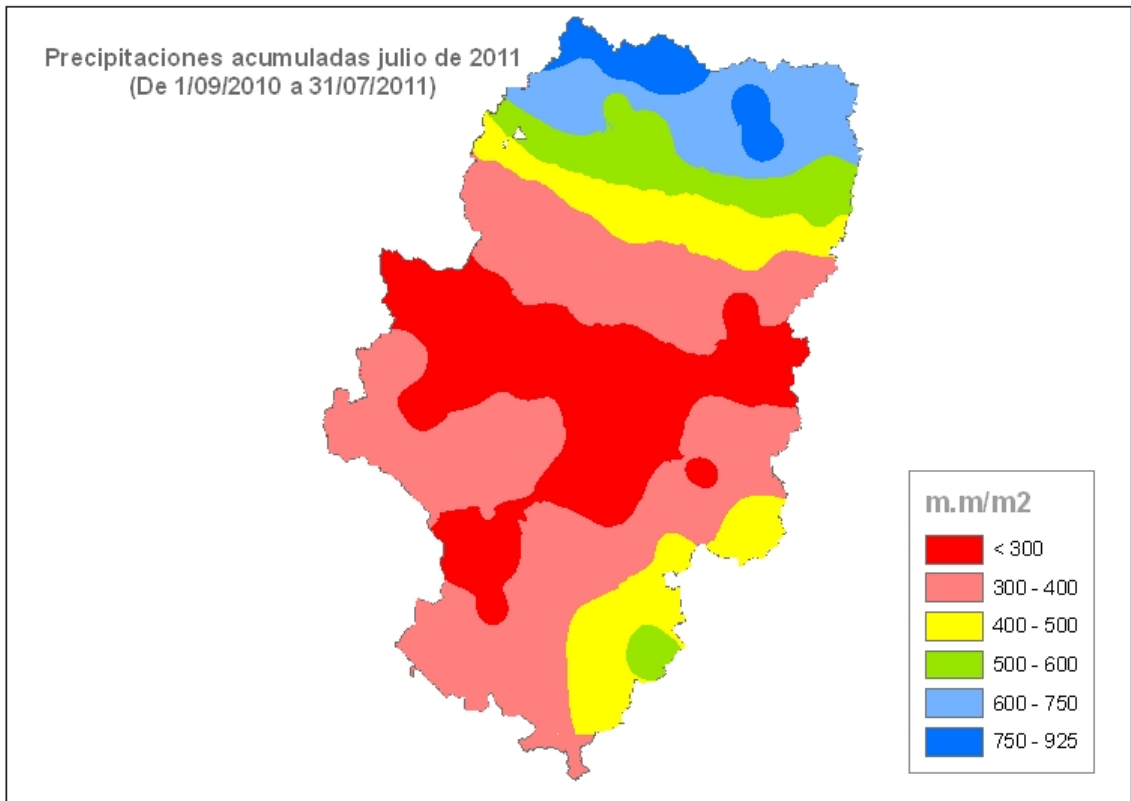 Precipitaciones acumuladas julio de 2011
(De 1/09/2010 a 31/07/2011)
m.m/m2
< 300
300 - 400
400 - 500
500 - 600
600 - 750
750 - 925